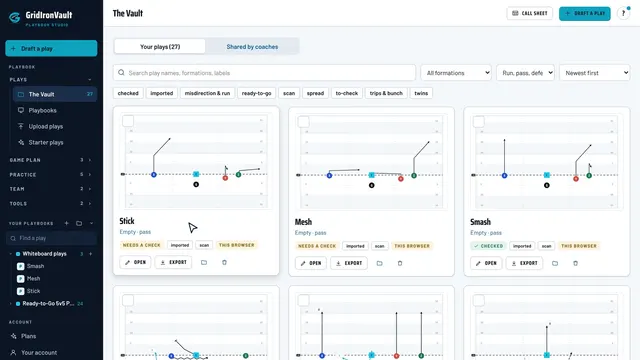 GridIronVault
PLAYBOOK STUDIO
+ Draft a play
PLAYBOOK
PLAYS
The Vault 27
Playbooks
Upload plays
Starter plays
GAME PLAN 3
PRACTICE 5
TEAM 3
TOOLS 3
YOUR PLAYBOOKS
Find a play
Whiteboard plays 3
Smash
Mesh
Stick
Ready-to-Go 5v5 P... 24
ACCOUNT
Plans
Your account
The Vault
CALL SHEET
+ DRAFT A PLAY
?
Your plays (27)
Shared by coaches
Search play names, formations, labels
All formations
Run, pass, defe
Newest first
checked
imported
misdirection & run
ready-to-go
scan
spread
to-check
trips & bunch
twins
Stick
Empty · pass
NEEDS A CHECK
imported
scan
THIS BROWSER
OPEN
EXPORT
Mesh
Empty · pass
NEEDS A CHECK
imported
scan
THIS BROWSER
OPEN
EXPORT
Smash
Empty · pass
✓ CHECKED
imported
scan
THIS BROWSER
OPEN
EXPORT